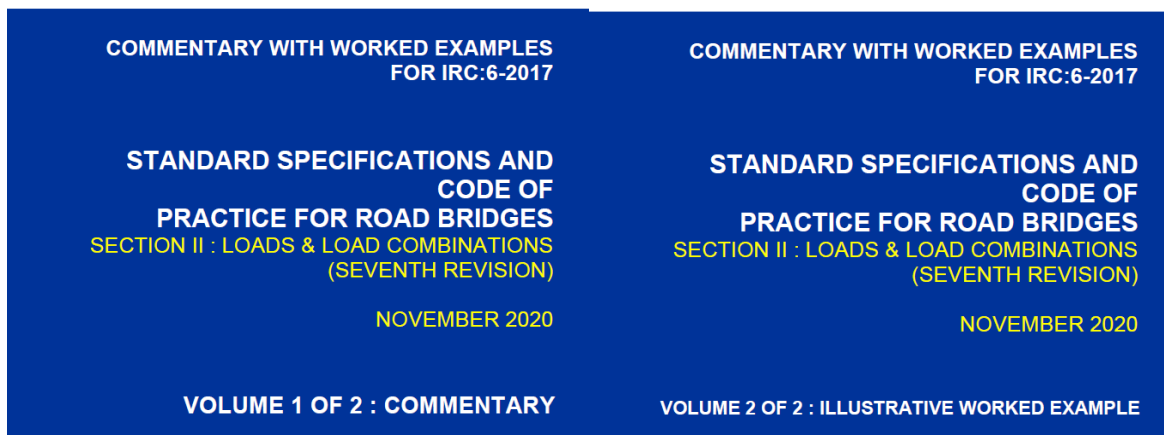 COMMENTARY WITH WORKED EXAMPLES
FOR IRC:6-2017
STANDARD SPECIFICATIONS AND
CODE OF
PRACTICE FOR ROAD BRIDGES
SECTION II : LOADS & LOAD COMBINATIONS
(SEVENTH REVISION)
NOVEMBER 2020
VOLUME 1 OF 2 : COMMENTARY
COMMENTARY WITH WORKED EXAMPLES
FOR IRC:6-2017
STANDARD SPECIFICATIONS AND
CODE OF
PRACTICE FOR ROAD BRIDGES
SECTION II : LOADS & LOAD COMBINATIONS
(SEVENTH REVISION)
NOVEMBER 2020
VOLUME 2 OF 2 : ILLUSTRATIVE WORKED EXAMPLE